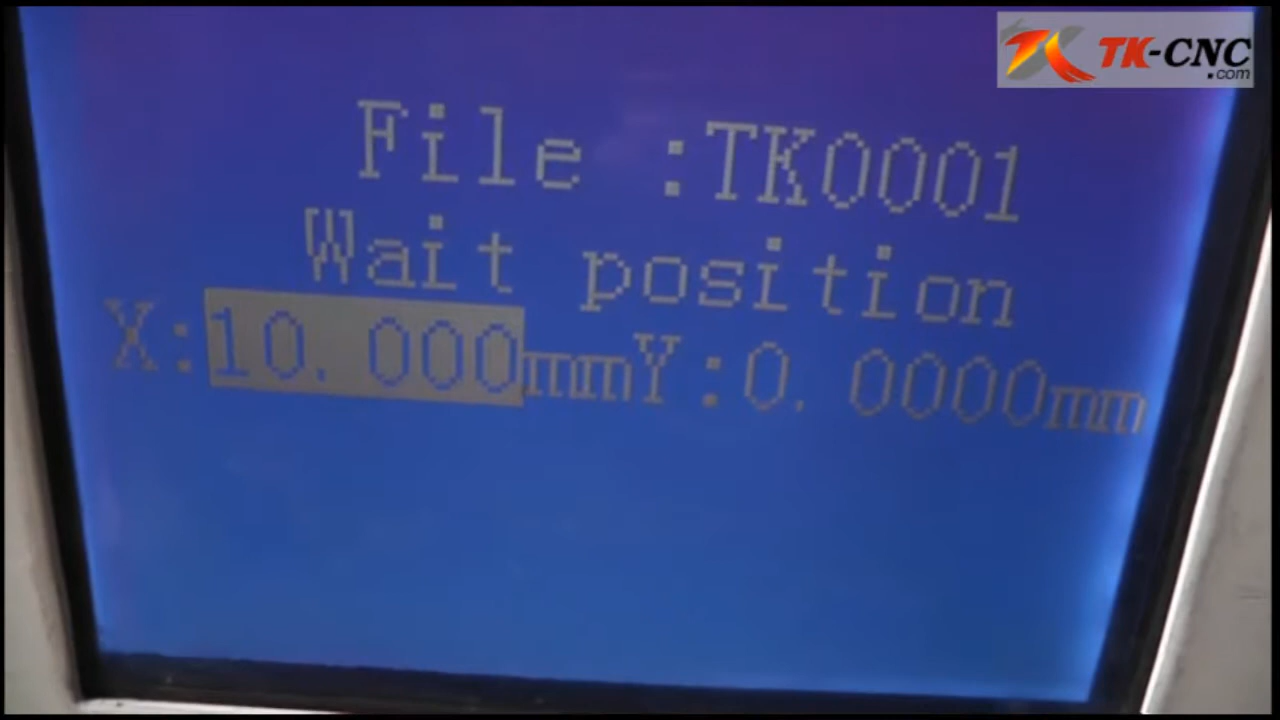 TK-CNC
.com
File :TK0001
Wait position
X:10.000mmY:0.0000mm